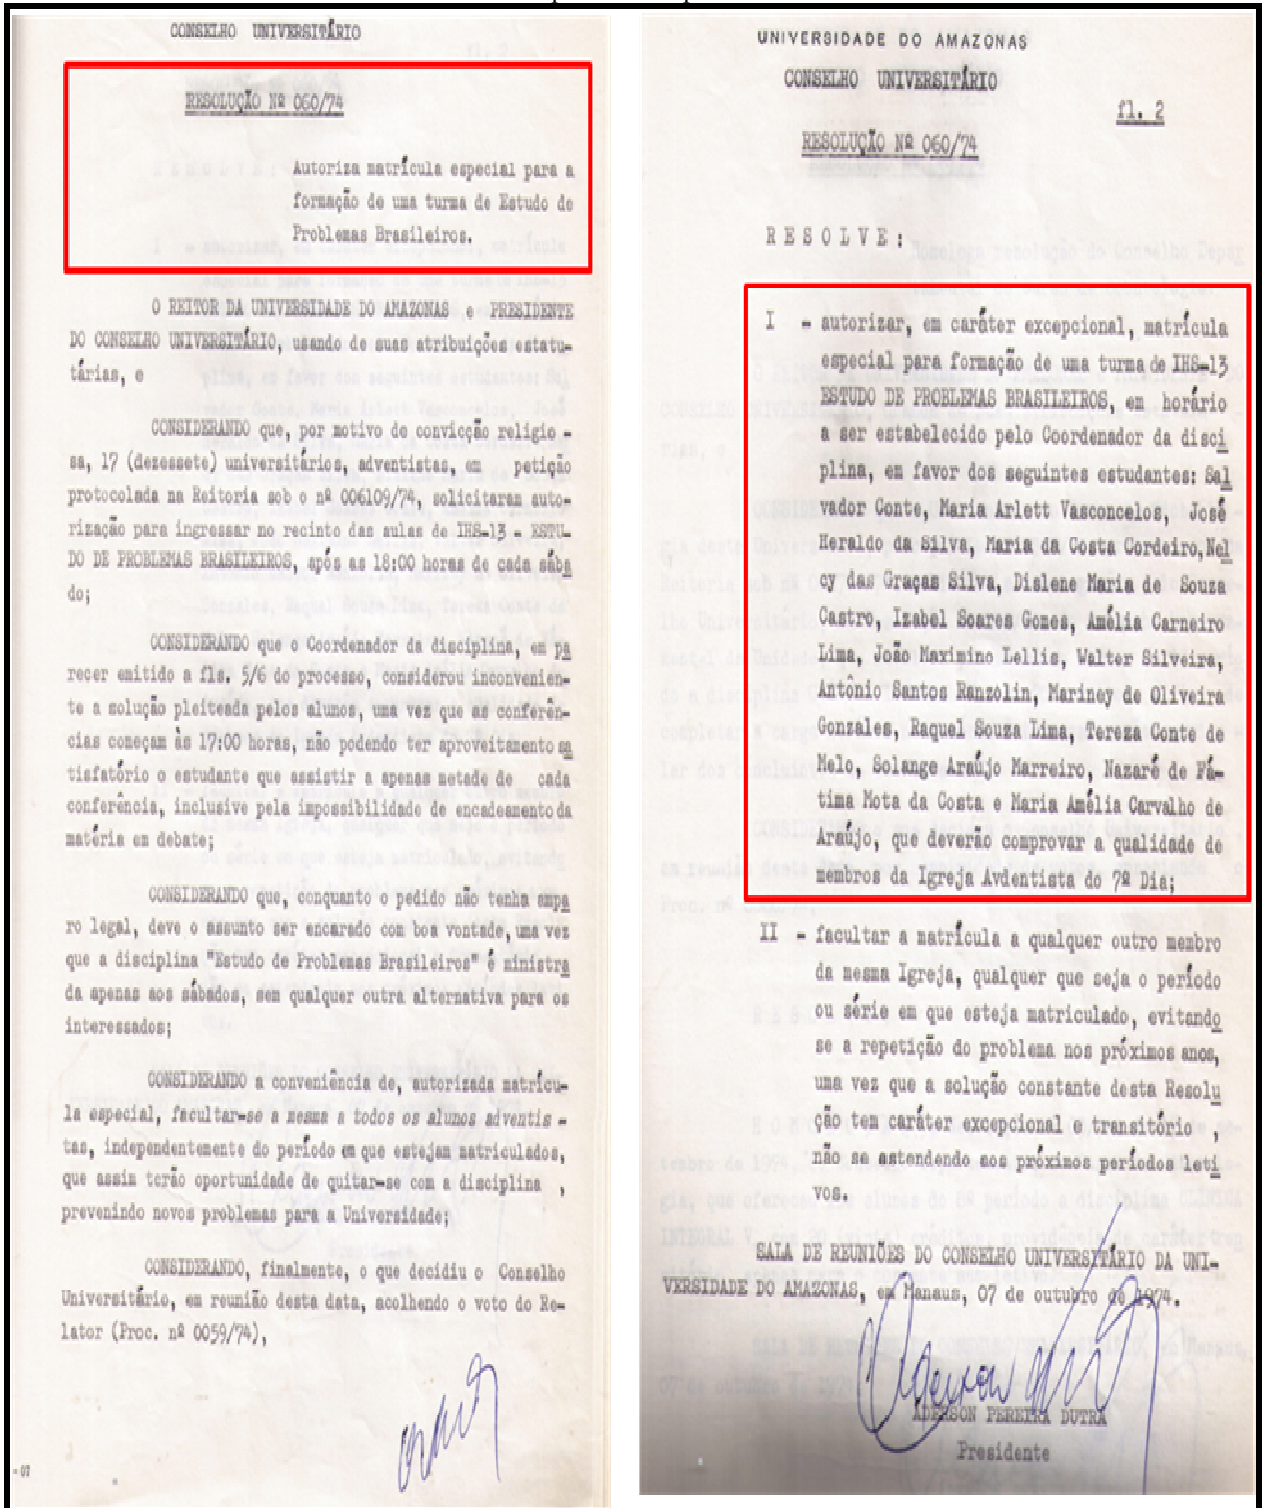 CONSELHO UNIVERSITÁRIO
RESOLUÇÃO Nº 060/74
Autoriza matrícula especial para a
formação de uma turma de Estudo de
Problemas Brasileiros.
O REITOR DA UNIVERSIDADE DO AMAZONAS e PRESIDENTE
DO CONSELHO UNIVERSITÁRIO, usando de suas atribuições estatu-
tárias, e
CONSIDERANDO que, por motivo de convicção religio -
sa, 17 (dezessete) universitários, adventistas, em petição
protocolada na Reitoria sob o nº 006109/74, solicitaram auto-
rização para ingressar no recinto das aulas de IHS-13 - ESTU-
DO DE PROBLEMAS BRASILEIROS, após as 18:00 horas de cada sába
do;
CONSIDERANDO que o Coordenador da disciplina, em pa
recer emitido a fls. 5/6 do processo, considerou inconvenien-
te a solução pleiteada pelos alunos, uma vez que as conferên-
cias começam às 17:00 horas, não podendo ter aproveitamento sa
tisfatório o estudante que assistir a apenas metade de cada
conferência, inclusive pela impossibilidade de encadeamento da
matéria em debate;
CONSIDERANDO que, conquanto o pedido não tenha ampa
ro legal, deve o assunto ser encarado com boa vontade, uma vez
que a disciplina "Estudo de Problemas Brasileiros" é ministra
da apenas aos sábados, sem qualquer outra alternativa para os
interessados;
CONSIDERANDO a conveniência de, autorizada matrícu-
la especial, facultar-se a mesma a todos os alunos adventis -
tas, independentemente do período em que estejam matriculados,
que assim terão oportunidade de quitar-se com a disciplina ,
prevenindo novos problemas para a Universidade;
CONSIDERANDO, finalmente, o que decidiu o Conselho
Universitário, em reunião desta data, acolhendo o voto do Re-
lator (Proc. nº 0059/74),
UNIVERSIDADE DO AMAZONAS
CONSELHO UNIVERSITÁRIO
fl. 2
RESOLUÇÃO Nº 060/74
R E S O L V E :
I - autorizar, em caráter excepcional, matrícula
especial para formação de uma turma de IHS-13
ESTUDO DE PROBLEMAS BRASILEIROS, em horário
a ser estabelecido pelo Coordenador da disci
plina, em favor dos seguintes estudantes: Sal
vador Conte, Maria Arlett Vasconcelos, José
Heraldo da Silva, Maria da Costa Cordeiro, Nel
cy das Graças Silva, Dislene Maria de Souza
Castro, Izabel Soares Gomes, Amélia Carneiro
Lima, João Maximino Lellis, Walter Silveira,
Antônio Santos Ranzolin, Mariney de Oliveira
Gonzales, Raquel Souza Lima, Tereza Conte de
Melo, Solange Araújo Marreiro, Nazaré de Fá-
tima Mota da Costa e Maria Amélia Carvalho de
Araújo, que deverão comprovar a qualidade de
membros da Igreja Avdentista do 7º Dia;
II - facultar a matrícula a qualquer outro membro
da mesma Igreja, qualquer que seja o período
ou série em que esteja matriculado, evitando
se a repetição do problema nos próximos anos,
uma vez que a solução constante desta Resolu
ção tem caráter excepcional e transitório ,
não se estendendo aos próximos períodos leti
vos.
SALA DE REUNIÕES DO CONSELHO UNIVERSITÁRIO DA UNI-
VERSIDADE DO AMAZONAS, em Manaus, 07 de outubro de 1974.
ADERSON PEREIRA DUTRA
Presidente